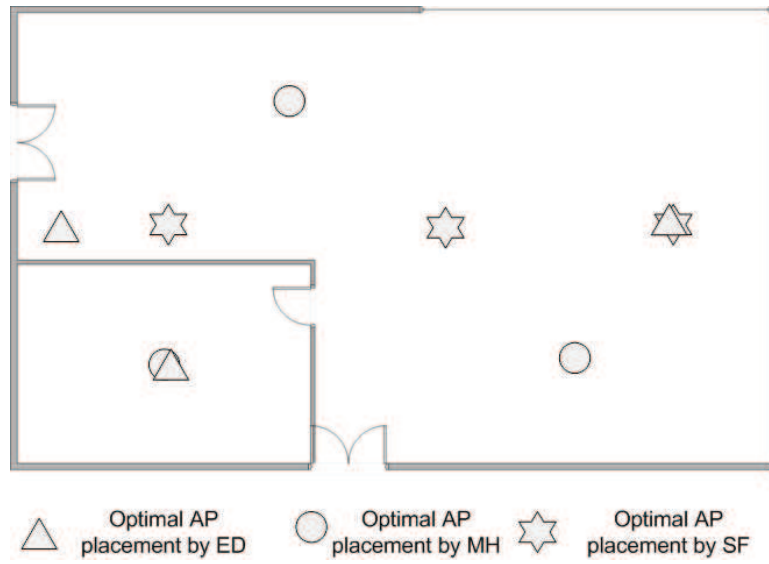 Optimal AP
placement by ED
Optimal AP
placement by MH
Optimal AP
placement by SF